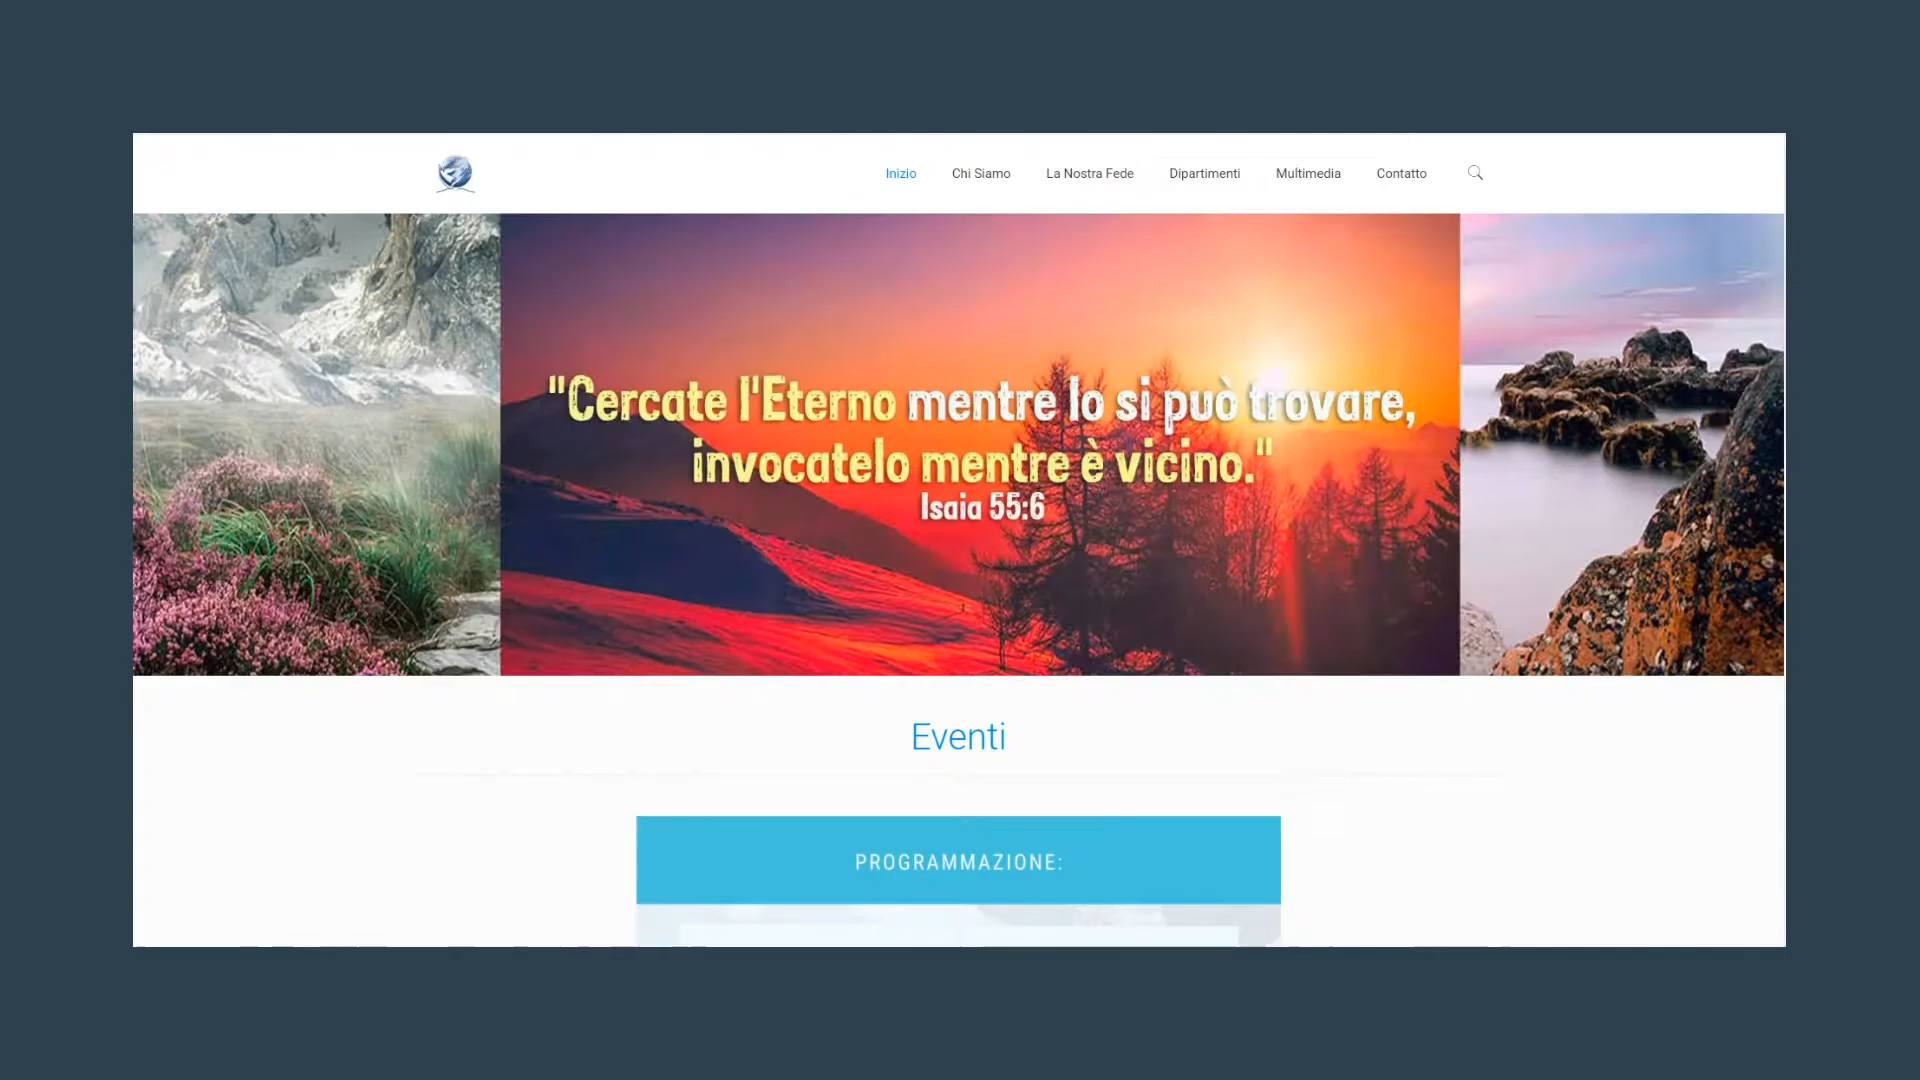 Inizio Chi Siamo La Nostra Fede Dipartimenti Multimedia Contatto
"Cercate l'Eterno mentre lo si può trovare,
invocatelo mentre è vicino."
Isaia 55:6
Eventi
PROGRAMMAZIONE: